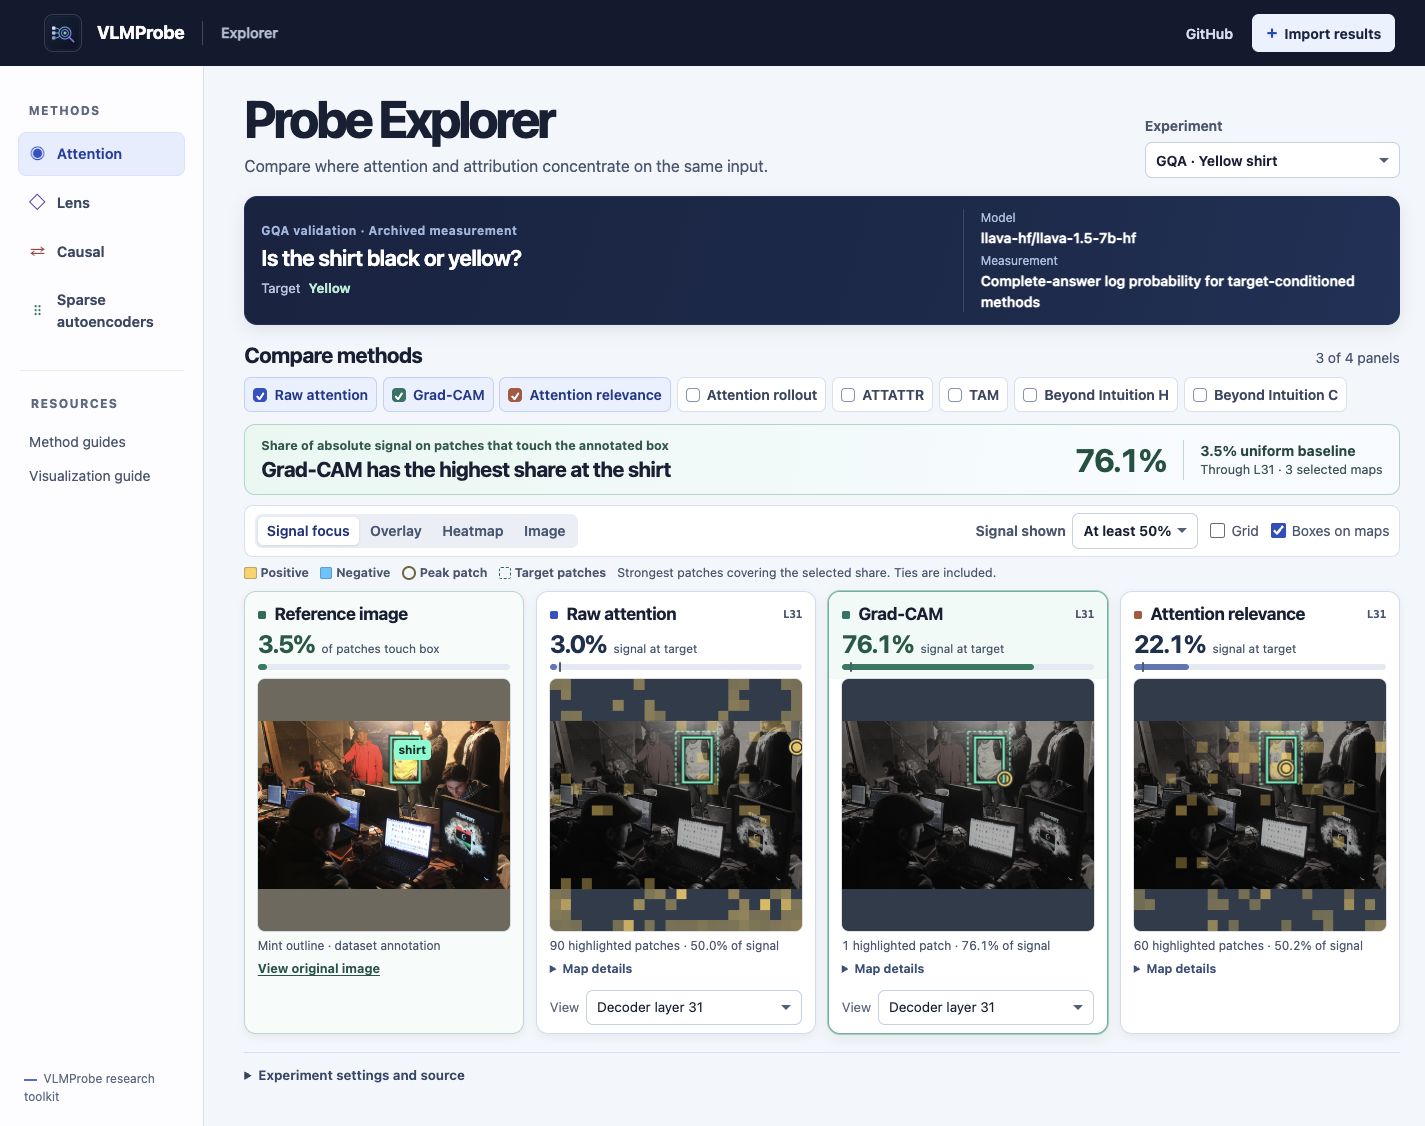 VLMProbe
Explorer
GitHub
+ Import results
METHODS
Attention
Lens
Causal
Sparse
autoencoders
RESOURCES
Method guides
Visualization guide
VLMProbe research
toolkit
Probe Explorer
Compare where attention and attribution concentrate on the same input.
Experiment
GQA · Yellow shirt
GQA validation · Archived measurement
Is the shirt black or yellow?
Target Yellow
Model
llava-hf/llava-1.5-7b-hf
Measurement
Complete-answer log probability for target-conditioned
methods
Compare methods
3 of 4 panels
Raw attention
Grad-CAM
Attention relevance
Attention rollout
ATTATTR
TAM
Beyond Intuition H
Beyond Intuition C
Share of absolute signal on patches that touch the annotated box
Grad-CAM has the highest share at the shirt
76.1%
3.5% uniform baseline
Through L31 · 3 selected maps
Signal focus
Overlay
Heatmap
Image
Signal shown
At least 50%
Grid
Boxes on maps
Positive
Negative
Peak patch
Target patches
Strongest patches covering the selected share. Ties are included.
Reference image
3.5% of patches touch box
shirt
Mint outline · dataset annotation
View original image
Raw attention
L31
3.0% signal at target
90 highlighted patches · 50.0% of signal
Map details
View
Decoder layer 31
Grad-CAM
L31
76.1% signal at target
1 highlighted patch · 76.1% of signal
Map details
View
Decoder layer 31
Attention relevance
L31
22.1% signal at target
60 highlighted patches · 50.2% of signal
Map details
Experiment settings and source